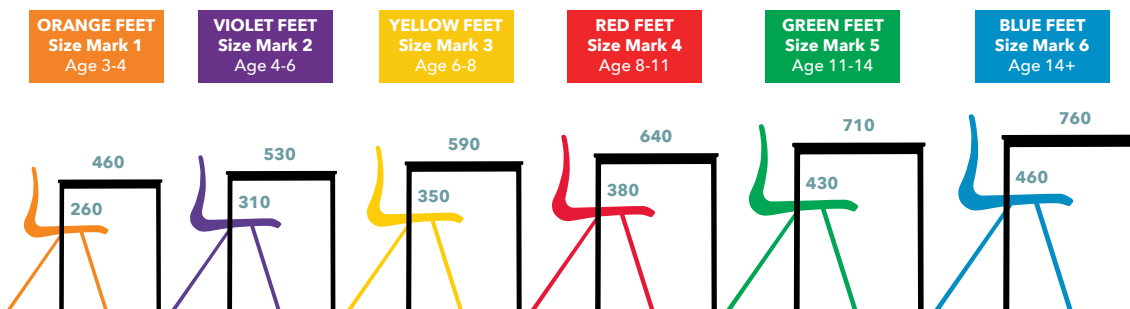 ORANGE FEET
Size Mark 1
Age 3-4
VIOLET FEET
Size Mark 2
Age 4-6
YELLOW FEET
Size Mark 3
Age 6-8
RED FEET
Size Mark 4
Age 8-11
GREEN FEET
Size Mark 5
Age 11-14
BLUE FEET
Size Mark 6
Age 14+
460
260
530
310
590
350
640
380
710
430
760
460